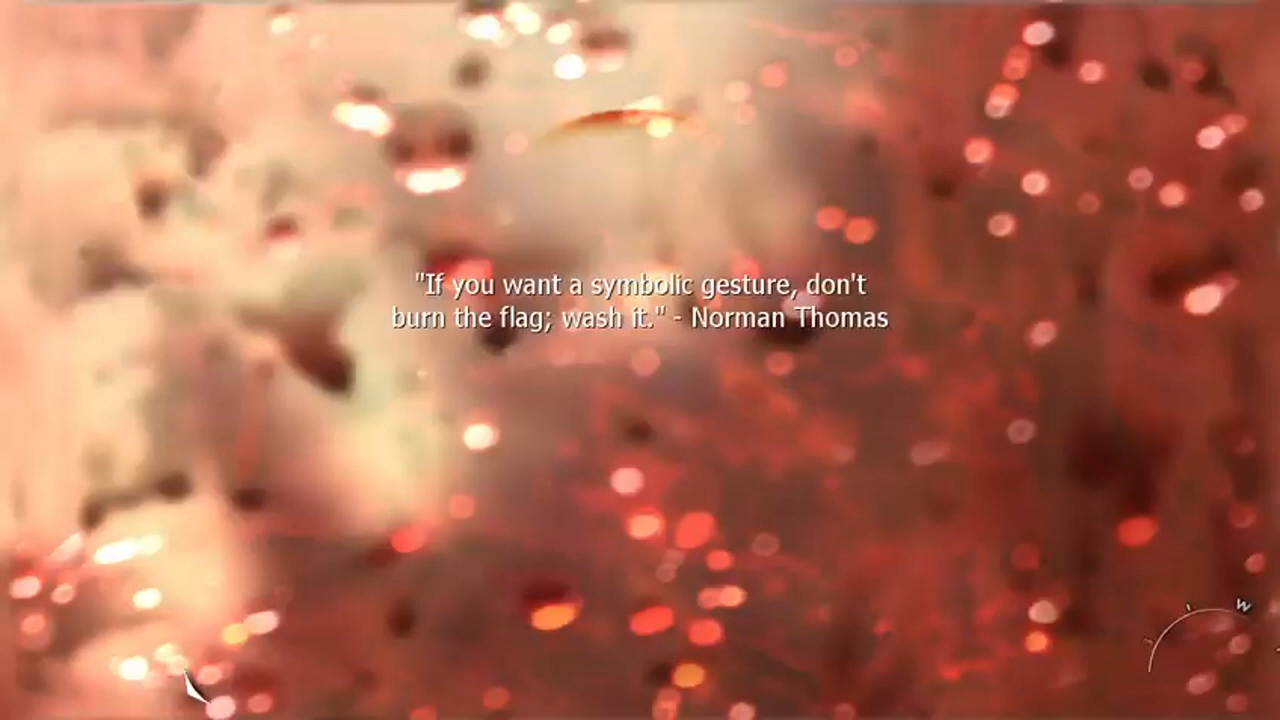 "If you want a symbolic gesture, don't
burn the flag; wash it." - Norman Thomas
W